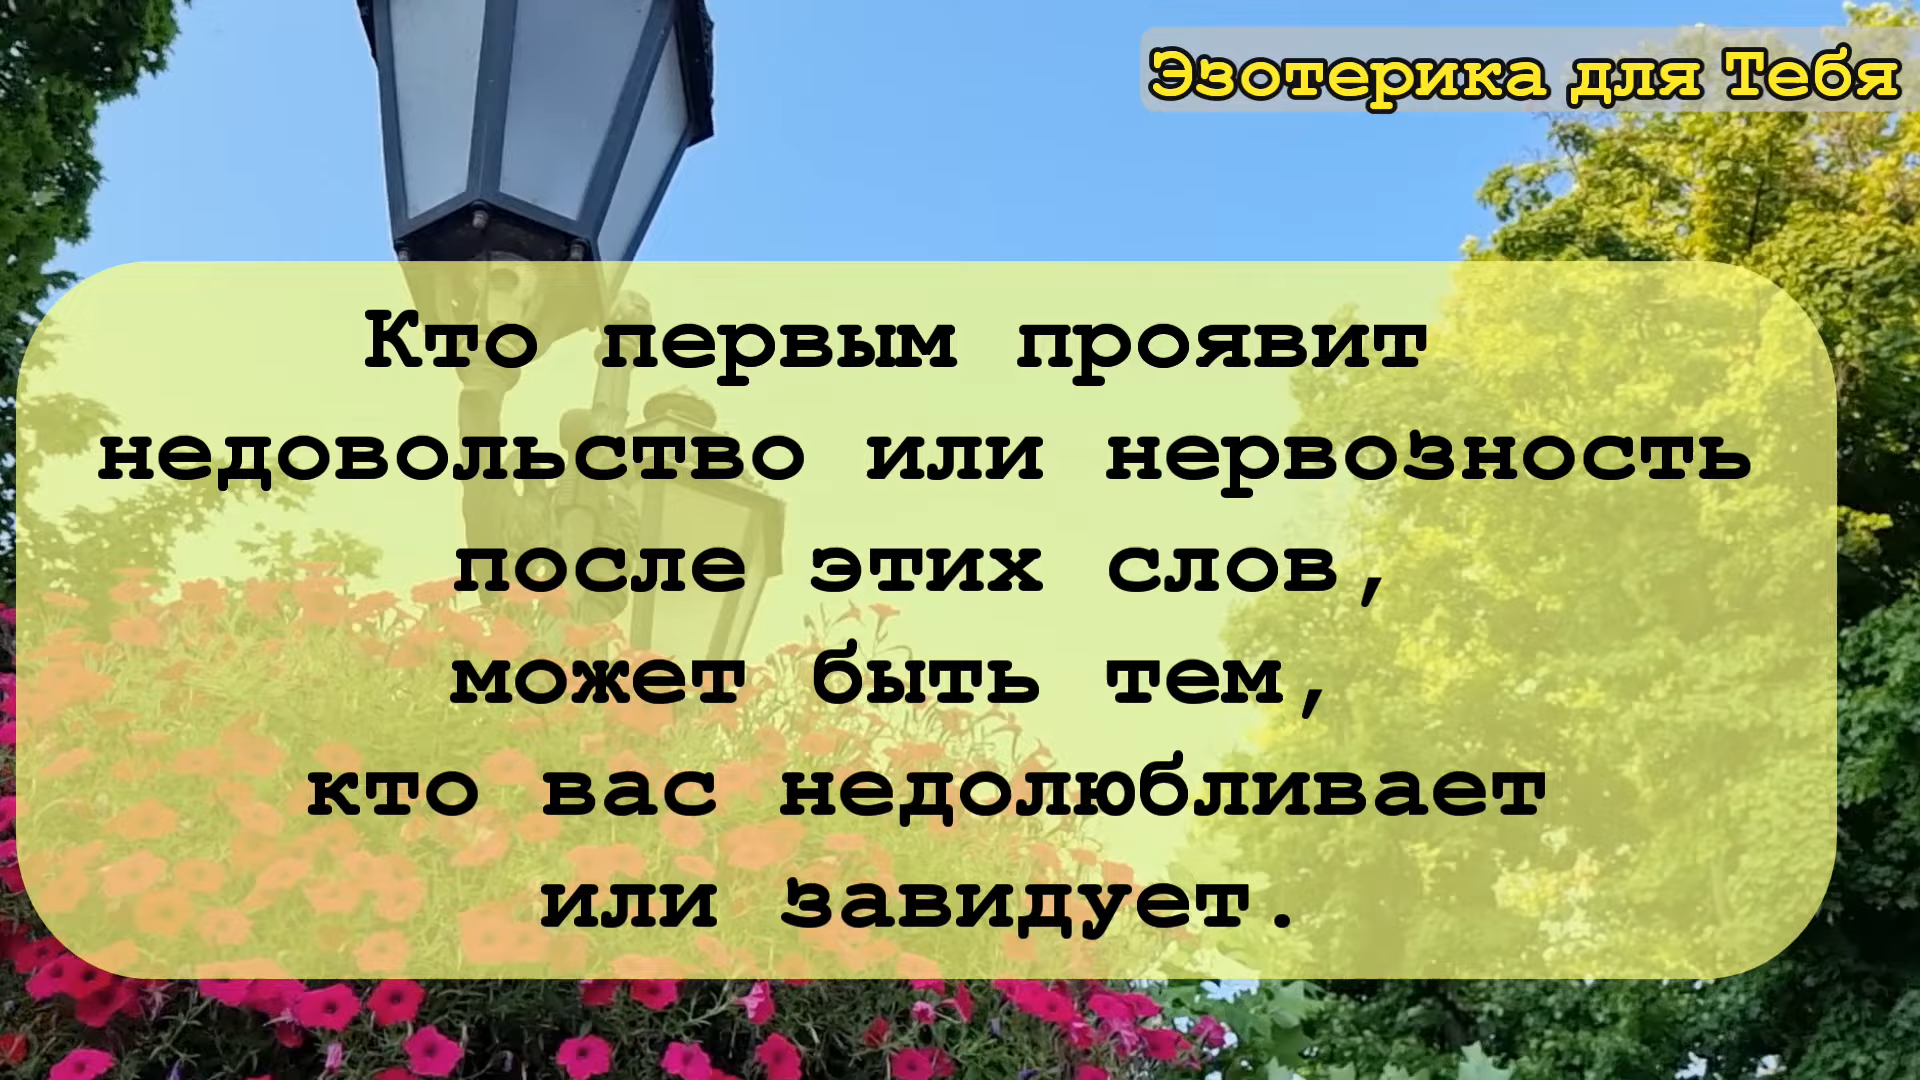 Эзотерика для Тебя
Кто первым проявит
недовольство или нервозность
после этих слов,
может быть тем,
кто вас недолюбливает
или завидует.